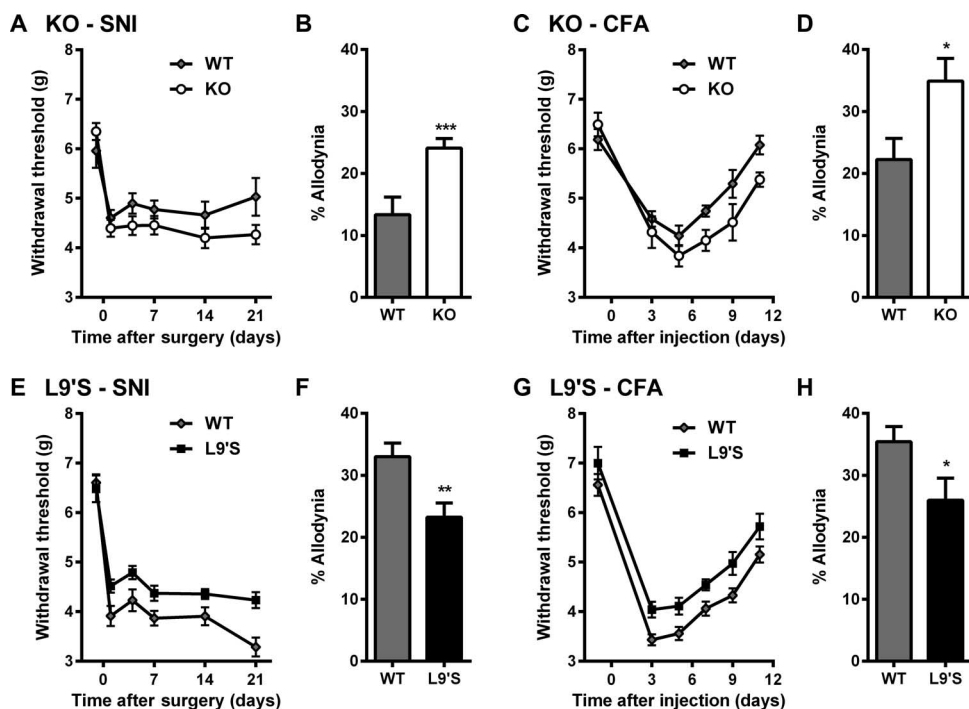 A KO - SNI
WT
KO
Withdrawal threshold (g)
8
7
6
5
4
3
0 7 14 21
Time after surgery (days)
B
% Allodynia
40
30
20
10
0
***
WT KO
C KO - CFA
WT
KO
Withdrawal threshold (g)
8
7
6
5
4
3
0 3 6 9 12
Time after injection (days)
D
% Allodynia
40
30
20
10
0
*
WT KO
E L9'S - SNI
WT
L9'S
Withdrawal threshold (g)
8
7
6
5
4
3
0 7 14 21
Time after surgery (days)
F
% Allodynia
40
30
20
10
0
**
WT L9'S
G L9'S - CFA
WT
L9'S
Withdrawal threshold (g)
8
7
6
5
4
3
0 3 6 9 12
Time after injection (days)
H
% Allodynia
40
30
20
10
0
*
WT L9'S